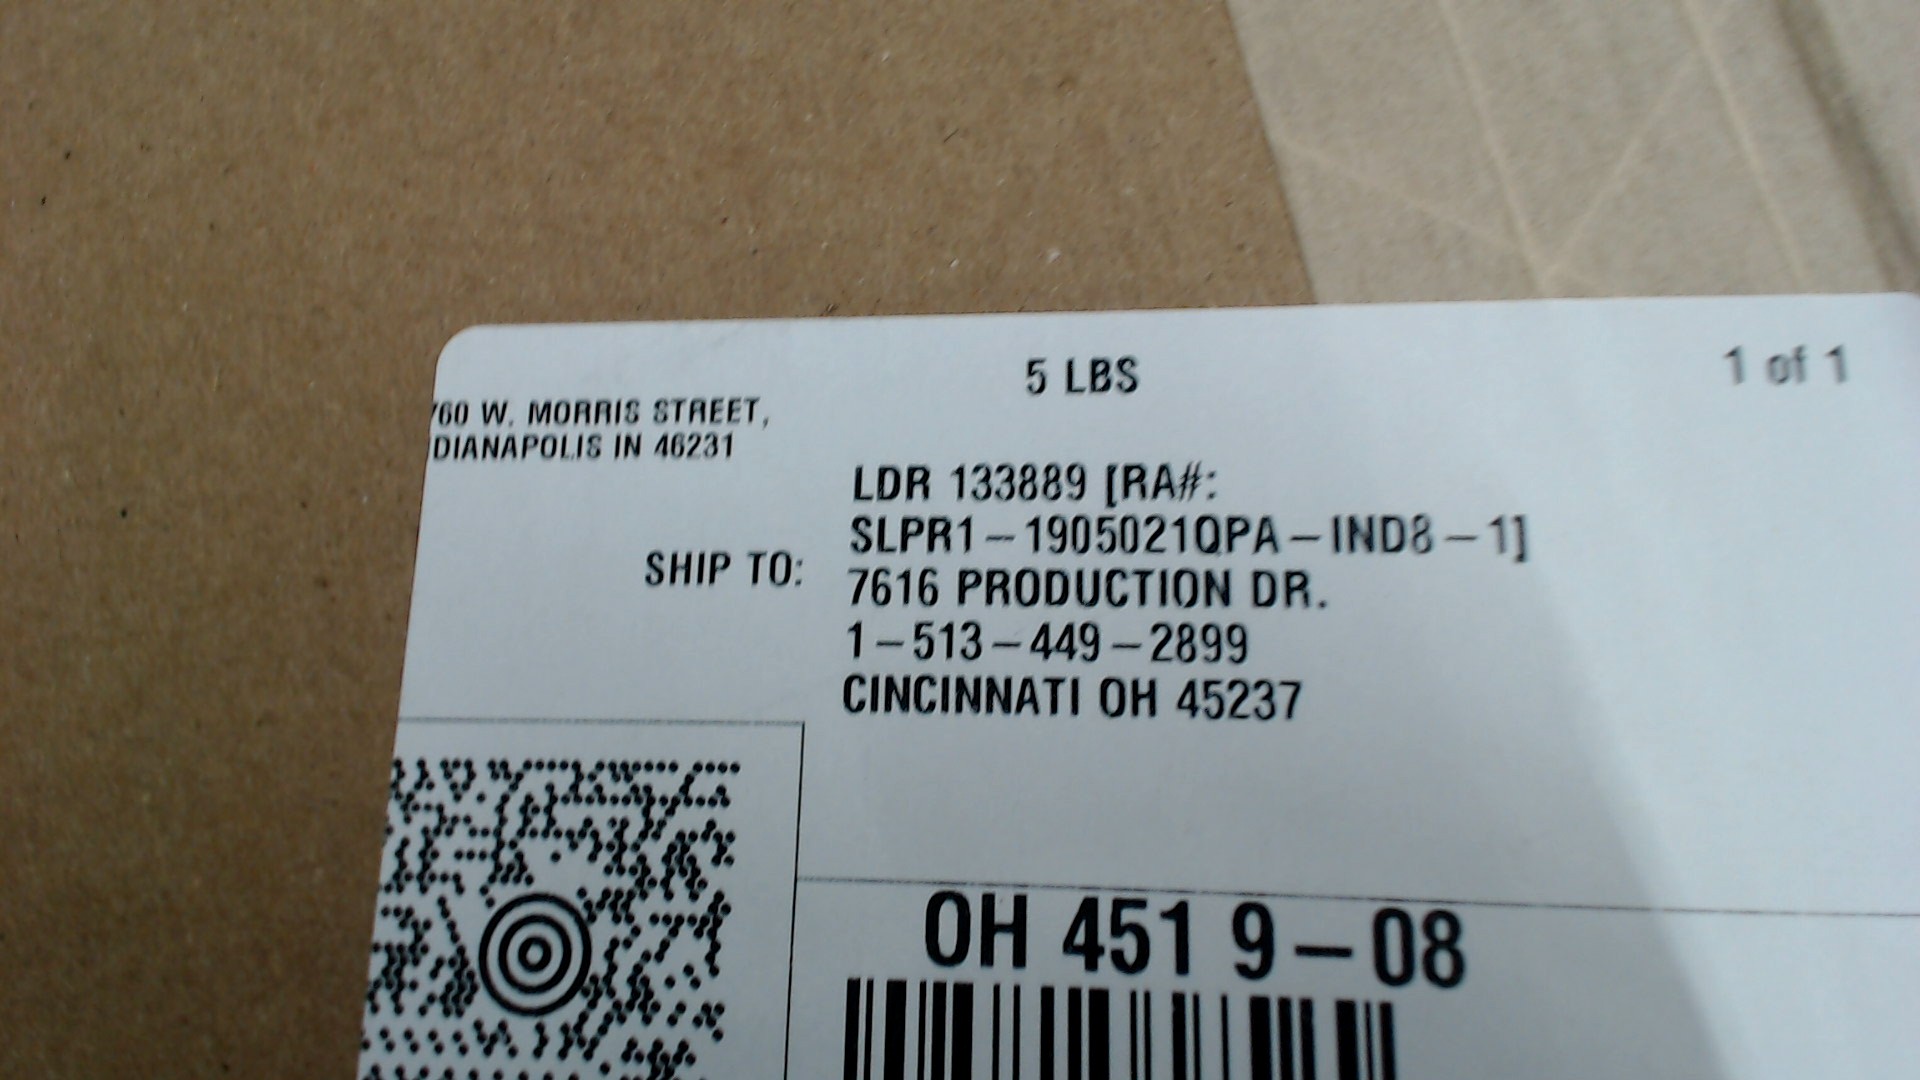 5 LBS
1 of 1
760 W. MORRIS STREET,
DIANAPOLIS IN 46231
SHIP TO:
LDR 133889 [RA#:
SLPR1-1905021QPA-IND8-1]
7616 PRODUCTION DR.
1-513-449-2899
CINCINNATI OH 45237
OH 451 9-08